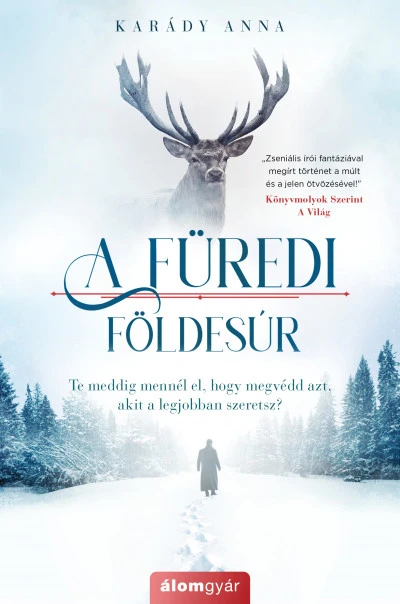 KARÁDY ANNA
„Zseniális írói fantáziával
megírt történet a múlt
és a jelen ötvözésével!”
Könyvmolyok Szerint
A Világ
A FÜREDI
FÖLDESÚR
Te meddig mennél el, hogy megvédd azt,
akit a legjobban szeretsz?
álomgyár